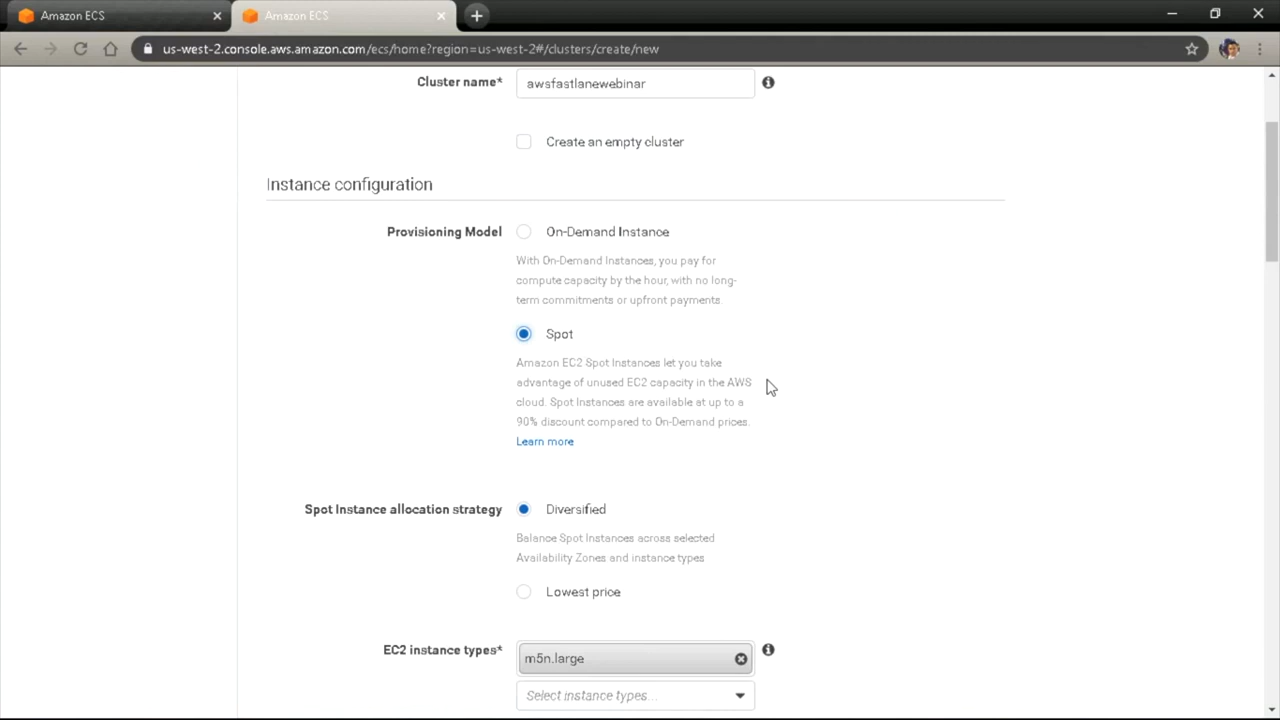 Amazon ECS
Amazon ECS
us-west-2.console.aws.amazon.com/ecs/home?region=us-west-2#/clusters/create/new
Cluster name* awsfastlanewebinar
Create an empty cluster
Instance configuration
Provisioning Model On-Demand Instance
With On-Demand Instances, you pay for
compute capacity by the hour, with no long-
term commitments or upfront payments.
Spot
Amazon EC2 Spot Instances let you take
advantage of unused EC2 capacity in the AWS
cloud. Spot Instances are available at up to a
90% discount compared to On-Demand prices.
Learn more
Spot Instance allocation strategy Diversified
Balance Spot Instances across selected
Availability Zones and instance types
Lowest price
EC2 instance types* m5n.large
Select instance types...